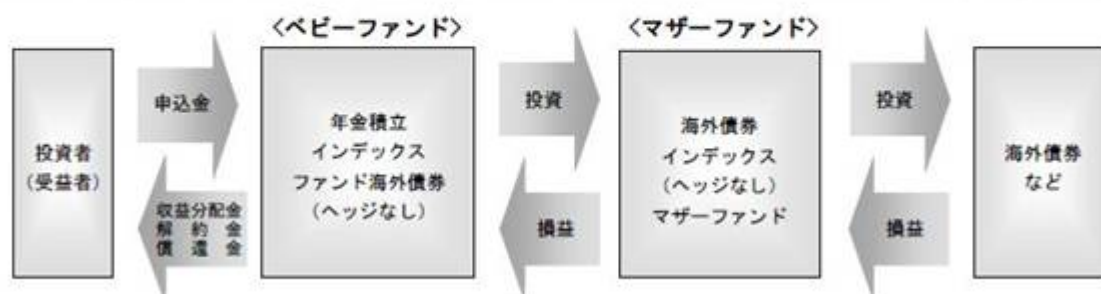 〈ベビーファンド〉
〈マザーファンド〉
投資者
（受益者）
申込金
収益分配金
解約金
償還金
年金積立
インデックス
ファンド海外債券
（ヘッジなし）
投資
損益
海外債券
インデックス
（ヘッジなし）
マザーファンド
投資
損益
海外債券
など